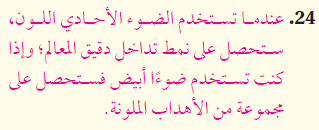 24. عندما تستخدم الضوء الأحادي اللون،
ستحصل على نمط تداخل دقيق المعالم؛ وإذا
كنت تستخدم ضوءًا أبيض فستحصل على
مجموعة من الأهداب الملونة.